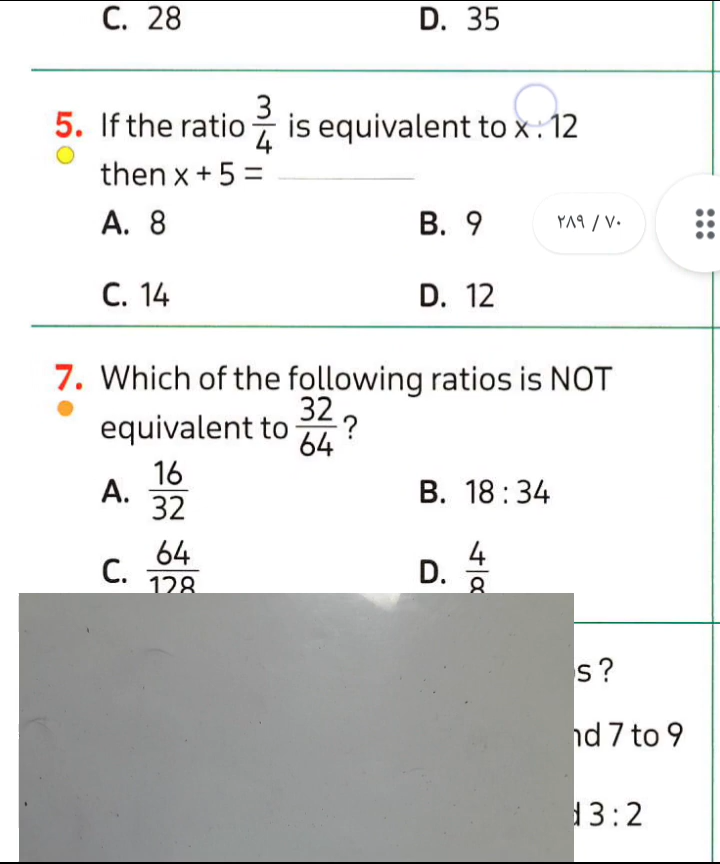 C. 28
D. 35
5. If the ratio 3/4 is equivalent to x : 12
then x + 5 =
A. 8
B. 9
٢٨٩ / ٧٠
C. 14
D. 12
7. Which of the following ratios is NOT
equivalent to 32/64 ?
A. 16/32
B. 18 : 34
C. 64/128
D. 4/8
s ?
d 7 to 9
3 : 2